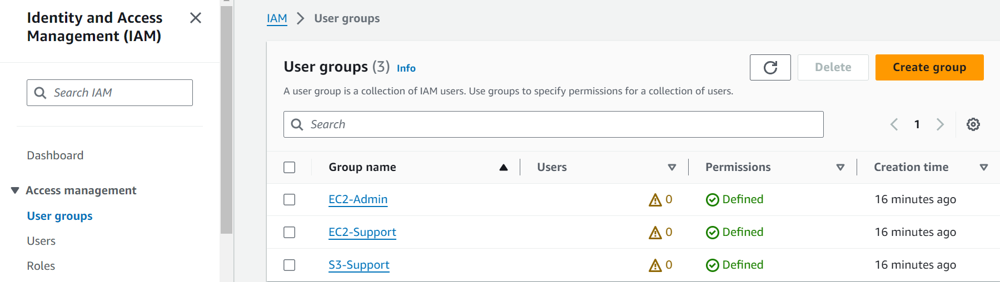 Identity and Access
Management (IAM)
Search IAM
Dashboard
Access management
User groups
Users
Roles
IAM > User groups
User groups (3) Info
Delete
Create group
A user group is a collection of IAM users. Use groups to specify permissions for a collection of users.
Search
1
Group name Users Permissions Creation time
EC2-Admin 0 Defined 16 minutes ago
EC2-Support 0 Defined 16 minutes ago
S3-Support 0 Defined 16 minutes ago